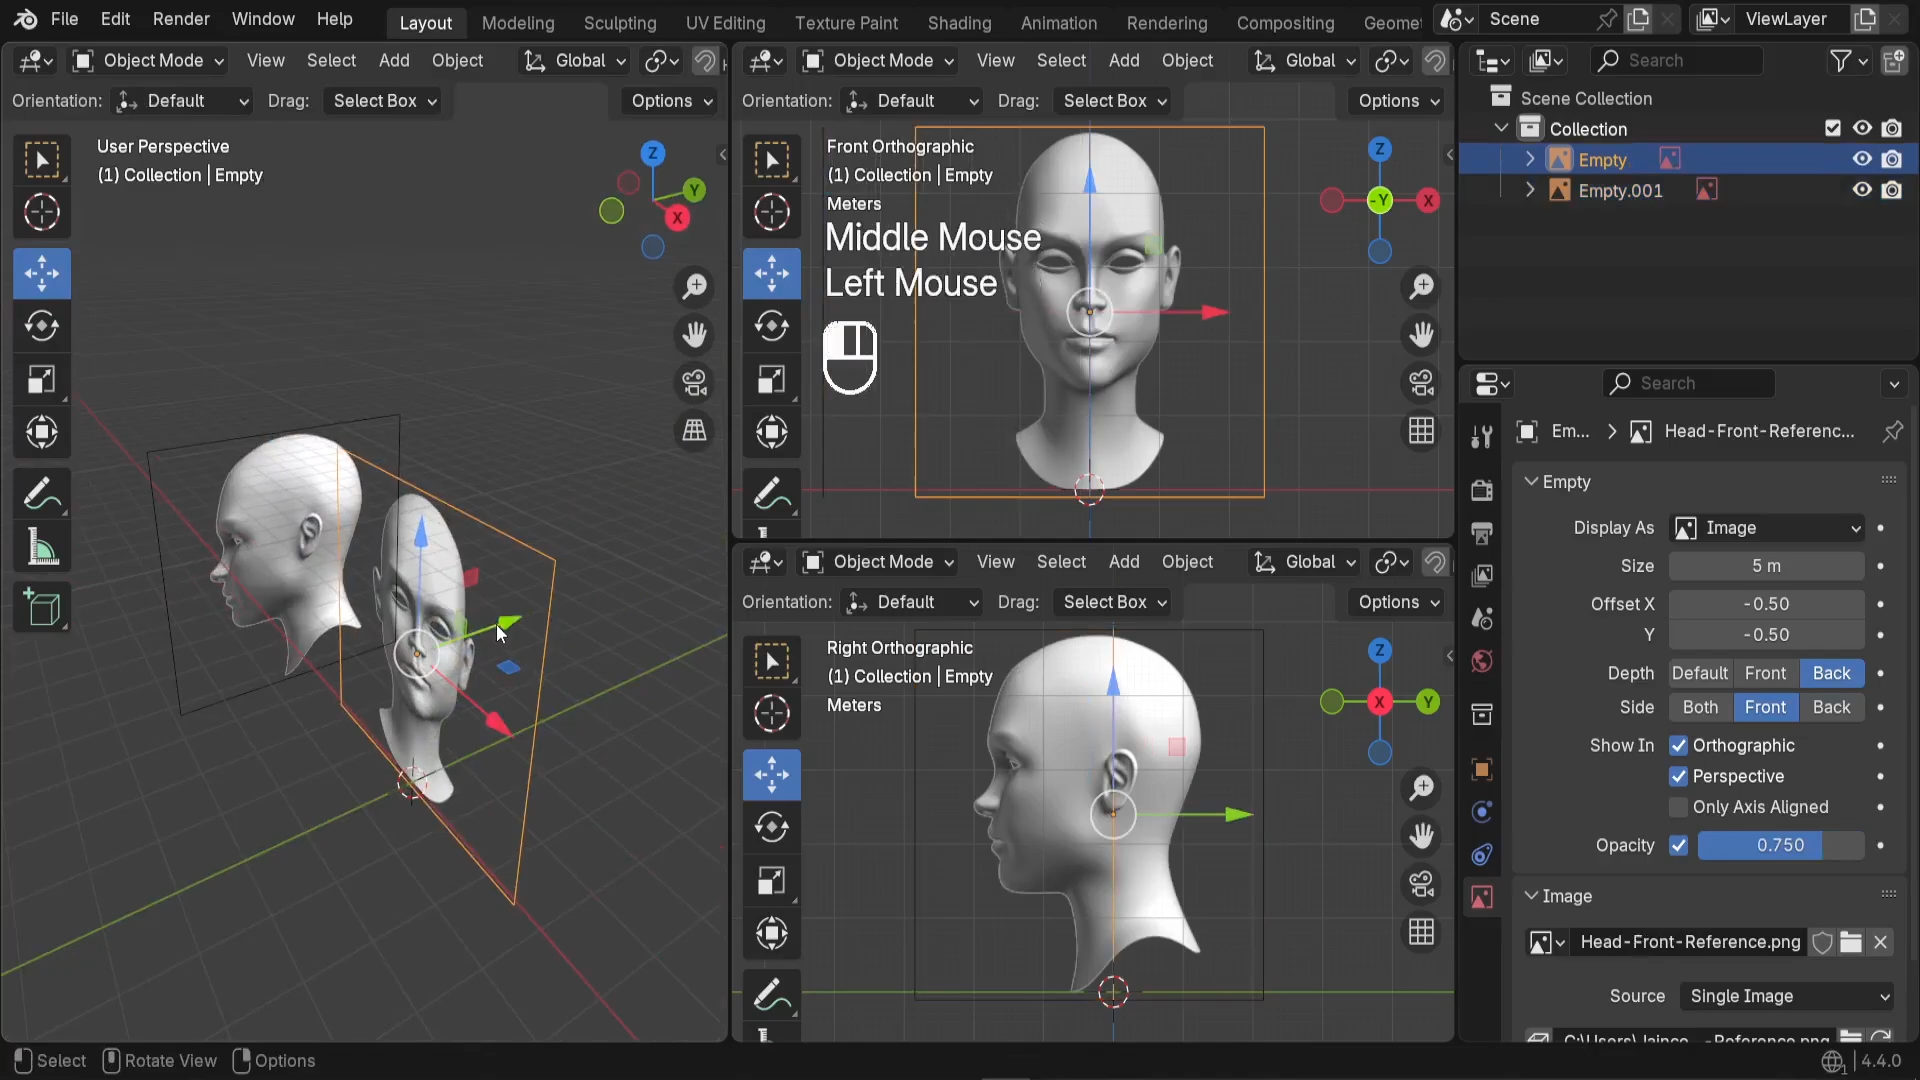 File Edit Render Window Help
Layout Modeling Sculpting UV Editing Texture Paint Shading Animation Rendering Compositing Geomet
Scene
ViewLayer
Object Mode View Select Add Object Global
Orientation: Default Drag: Select Box Options
User Perspective
(1) Collection | Empty
Z
Y
X
Object Mode View Select Add Object Global
Orientation: Default Drag: Select Box Options
Front Orthographic
(1) Collection | Empty
Meters
Middle Mouse
Left Mouse
Z
-Y
X
Object Mode View Select Add Object Global
Orientation: Default Drag: Select Box Options
Right Orthographic
(1) Collection | Empty
Meters
Z
X
Y
Search
Scene Collection
Collection
Empty
Empty.001
Search
Em... Head-Front-Referenc...
Empty
Display As Image
Size 5 m
Offset X -0.50
Y -0.50
Depth Default Front Back
Side Both Front Back
Show In Orthographic
Perspective
Only Axis Aligned
Opacity 0.750
Image
Head-Front-Reference.png
Source Single Image
Select Rotate View Options
4.4.0